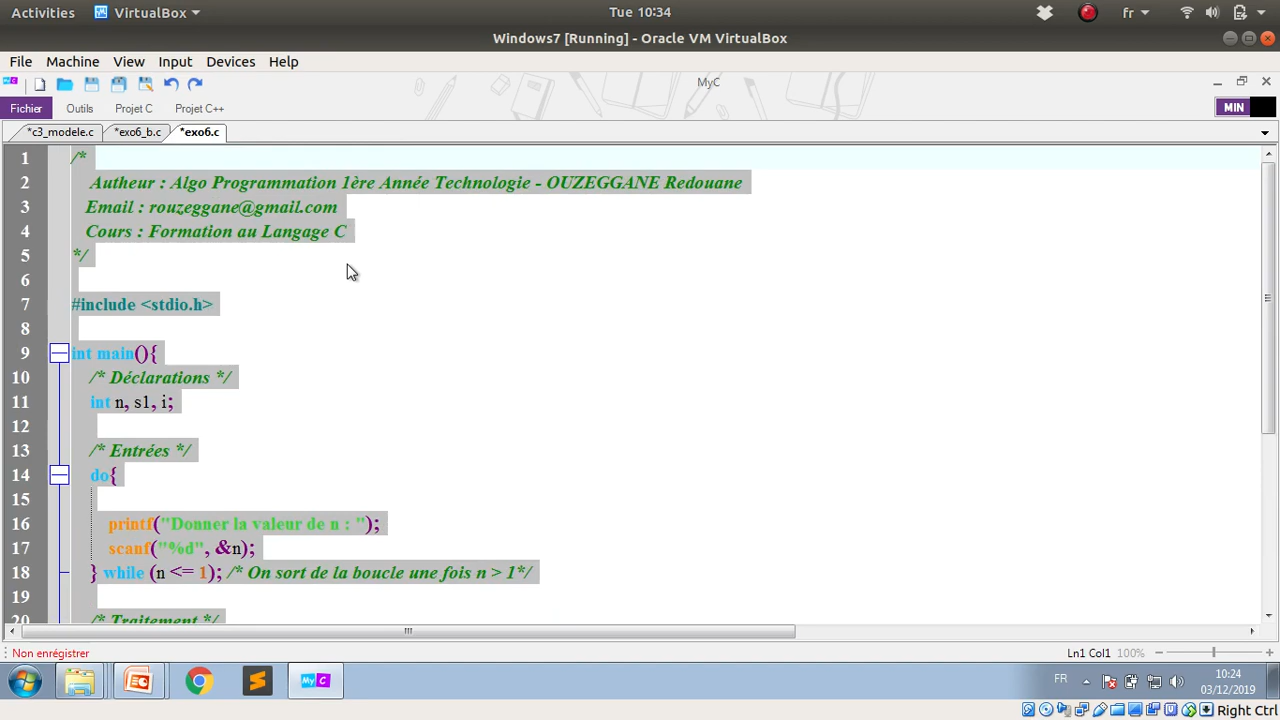 Activities VirtualBox Tue 10:34 fr
Windows7 [Running] - Oracle VM VirtualBox
File Machine View Input Devices Help
MyC
Fichier Outils Projet C Projet C++ MIN
*c3_modele.c *exo6_b.c *exo6.c
1 /*
2 Autheur : Algo Programmation 1ère Année Technologie - OUZEGGANE Redouane
3 Email : rouzeggane@gmail.com
4 Cours : Formation au Langage C
5 */
6
7 #include <stdio.h>
8
9 int main(){
10 /* Déclarations */
11 int n, s1, i;
12
13 /* Entrées */
14 do{
15
16 printf("Donner la valeur de n : ");
17 scanf("%d", &n);
18 } while (n <= 1); /* On sort de la boucle une fois n > 1*/
19
20 /* Traitement */
Non enrégistrer Ln1 Col1 100%
MyC FR 10:24
03/12/2019
Right Ctrl